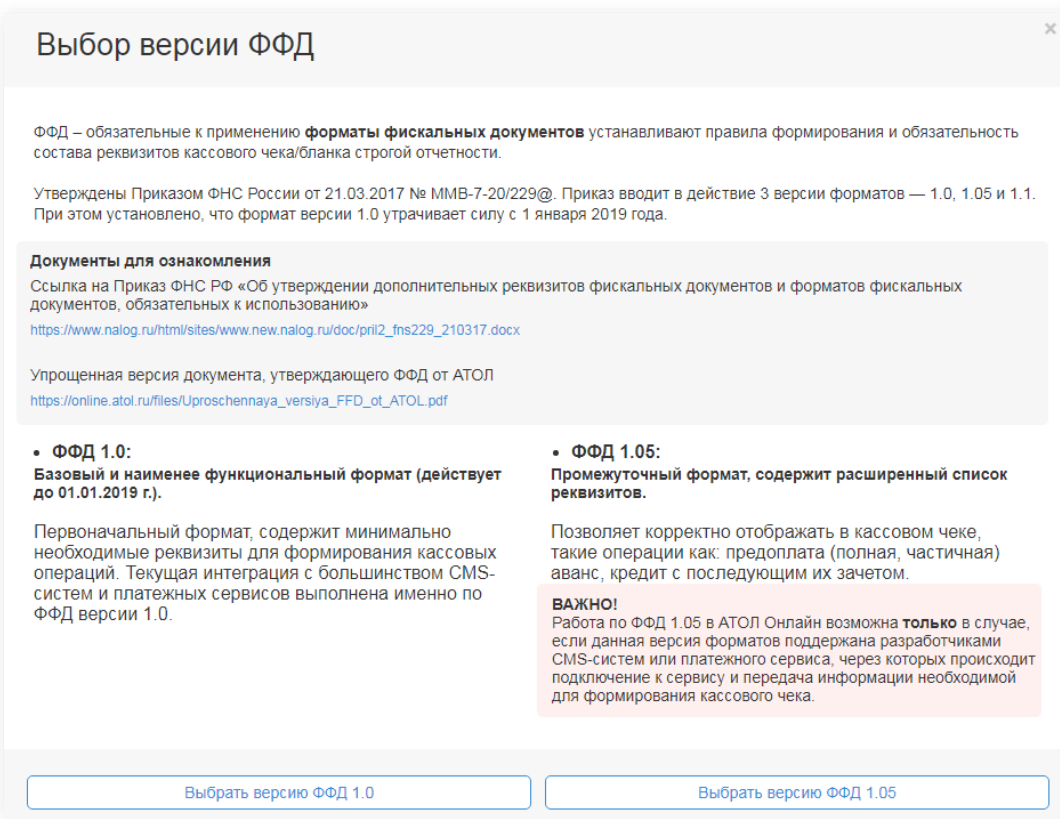 Выбор версии ФФД
×
ФФД – обязательные к применению форматы фискальных документов устанавливают правила формирования и обязательность
состава реквизитов кассового чека/бланка строгой отчетности.
Утверждены Приказом ФНС России от 21.03.2017 № ММВ-7-20/229@. Приказ вводит в действие 3 версии форматов — 1.0, 1.05 и 1.1.
При этом установлено, что формат версии 1.0 утрачивает силу с 1 января 2019 года.
Документы для ознакомления
Ссылка на Приказ ФНС РФ «Об утверждении дополнительных реквизитов фискальных документов и форматов фискальных
документов, обязательных к использованию»
https://www.nalog.ru/html/sites/www.new.nalog.ru/doc/pril2_fns229_210317.docx
Упрощенная версия документа, утверждающего ФФД от АТОЛ
https://online.atol.ru/files/Uproschennaya_versiya_FFD_ot_ATOL.pdf
• ФФД 1.0:
Базовый и наименее функциональный формат (действует
до 01.01.2019 г.).
Первоначальный формат, содержит минимально
необходимые реквизиты для формирования кассовых
операций. Текущая интеграция с большинством CMS-
систем и платежных сервисов выполнена именно по
ФФД версии 1.0.
• ФФД 1.05:
Промежуточный формат, содержит расширенный список
реквизитов.
Позволяет корректно отображать в кассовом чеке,
такие операции как: предоплата (полная, частичная)
аванс, кредит с последующим их зачетом.
ВАЖНО!
Работа по ФФД 1.05 в АТОЛ Онлайн возможна только в случае,
если данная версия форматов поддержана разработчиками
CMS-систем или платежного сервиса, через которых происходит
подключение к сервису и передача информации необходимой
для формирования кассового чека.
Выбрать версию ФФД 1.0
Выбрать версию ФФД 1.05